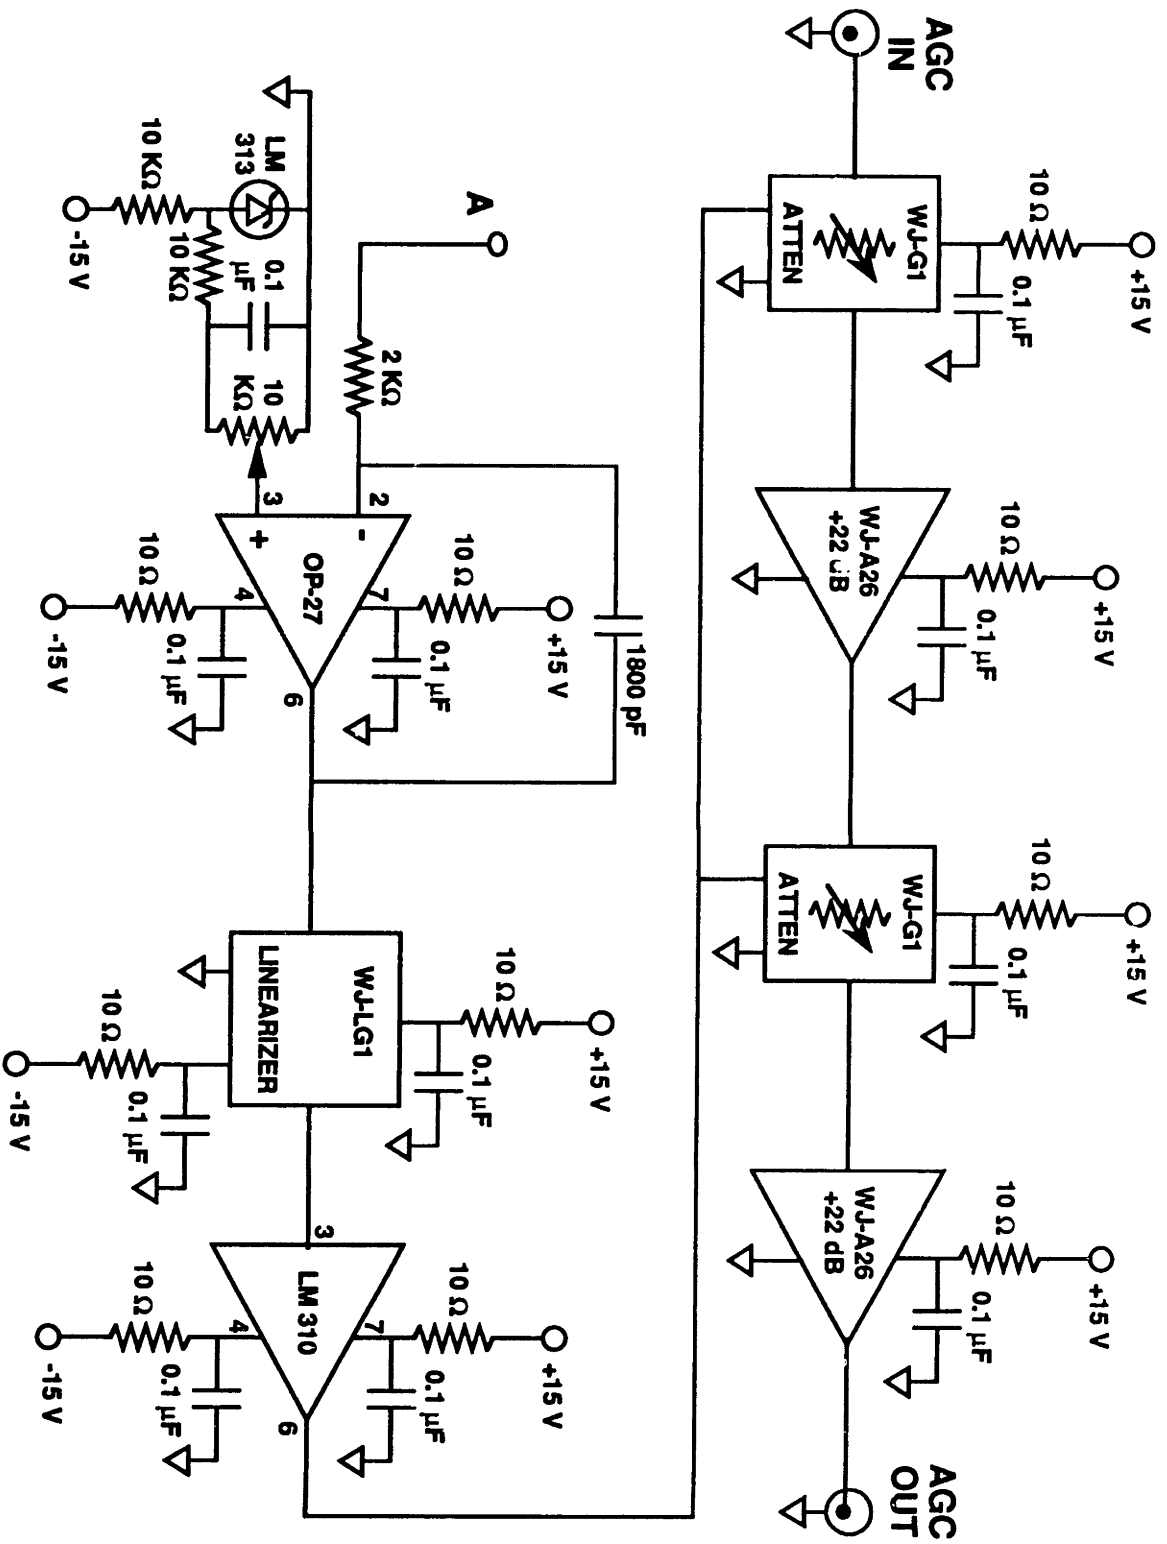 AGC
IN
+15 V
10 Ω
0.1 μF
WJ-G1
ATTEN
+15 V
10 Ω
0.1 μF
WJ-A26
+22 dB
+15 V
10 Ω
0.1 μF
WJ-G1
ATTEN
+15 V
10 Ω
0.1 μF
WJ-A26
+22 dB
AGC
OUT
A
2 KΩ
1800 pF
LM
313
10 KΩ
-15 V
10 KΩ
0.1
μF
10
KΩ
2
3
-
+
OP-27
7
4
6
10 Ω
+15 V
0.1 μF
10 Ω
-15 V
0.1 μF
WJ-LG1
LINEARIZER
10 Ω
+15 V
0.1 μF
10 Ω
-15 V
0.1 μF
3
LM 310
7
4
6
10 Ω
+15 V
0.1 μF
10 Ω
-15 V
0.1 μF